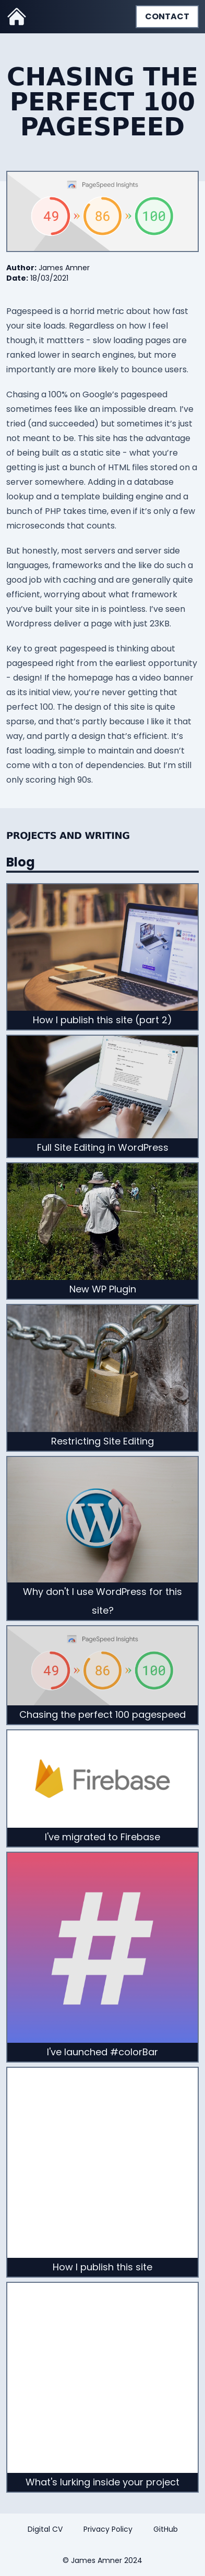 CONTACT
CHASING THE
PERFECT 100
PAGESPEED
PageSpeed Insights
49 » 86 » 100
Author: James Amner
Date: 18/03/2021
Pagespeed is a horrid metric about how fast
your site loads. Regardless on how I feel
though, it mattters - slow loading pages are
ranked lower in search engines, but more
importantly are more likely to bounce users.
Chasing a 100% on Google's pagespeed
sometimes fees like an impossible dream. I've
tried (and succeeded) but sometimes it's just
not meant to be. This site has the advantage
of being built as a static site - what you're
getting is just a bunch of HTML files stored on a
server somewhere. Adding in a database
lookup and a template building engine and a
bunch of PHP takes time, even if it's only a few
microseconds that counts.
But honestly, most servers and server side
languages, frameworks and the like do such a
good job with caching and are generally quite
efficient, worrying about what framework
you've built your site in is pointless. I've seen
Wordpress deliver a page with just 23KB.
Key to great pagespeed is thinking about
pagespeed right from the earliest opportunity
- design! If the homepage has a video banner
as its initial view, you're never getting that
perfect 100. The design of this site is quite
sparse, and that's partly because I like it that
way, and partly a design that's efficient. It's
fast loading, simple to maintain and doesn't
come with a ton of dependencies. But I'm still
only scoring high 90s.
PROJECTS AND WRITING
Blog
How I publish this site (part 2)
Full Site Editing in WordPress
New WP Plugin
Restricting Site Editing
Why don't I use WordPress for this
site?
PageSpeed Insights
49 » 86 » 100
Chasing the perfect 100 pagespeed
Firebase
I've migrated to Firebase
#
I've launched #colorBar
How I publish this site
What's lurking inside your project
Digital CV Privacy Policy GitHub
© James Amner 2024